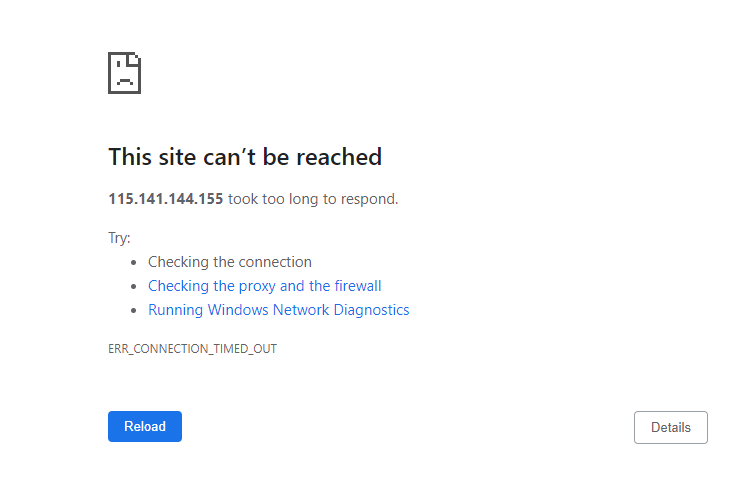 This site can’t be reached
115.141.144.155 took too long to respond.
Try:
Checking the connection
Checking the proxy and the firewall
Running Windows Network Diagnostics
ERR_CONNECTION_TIMED_OUT
Reload
Details